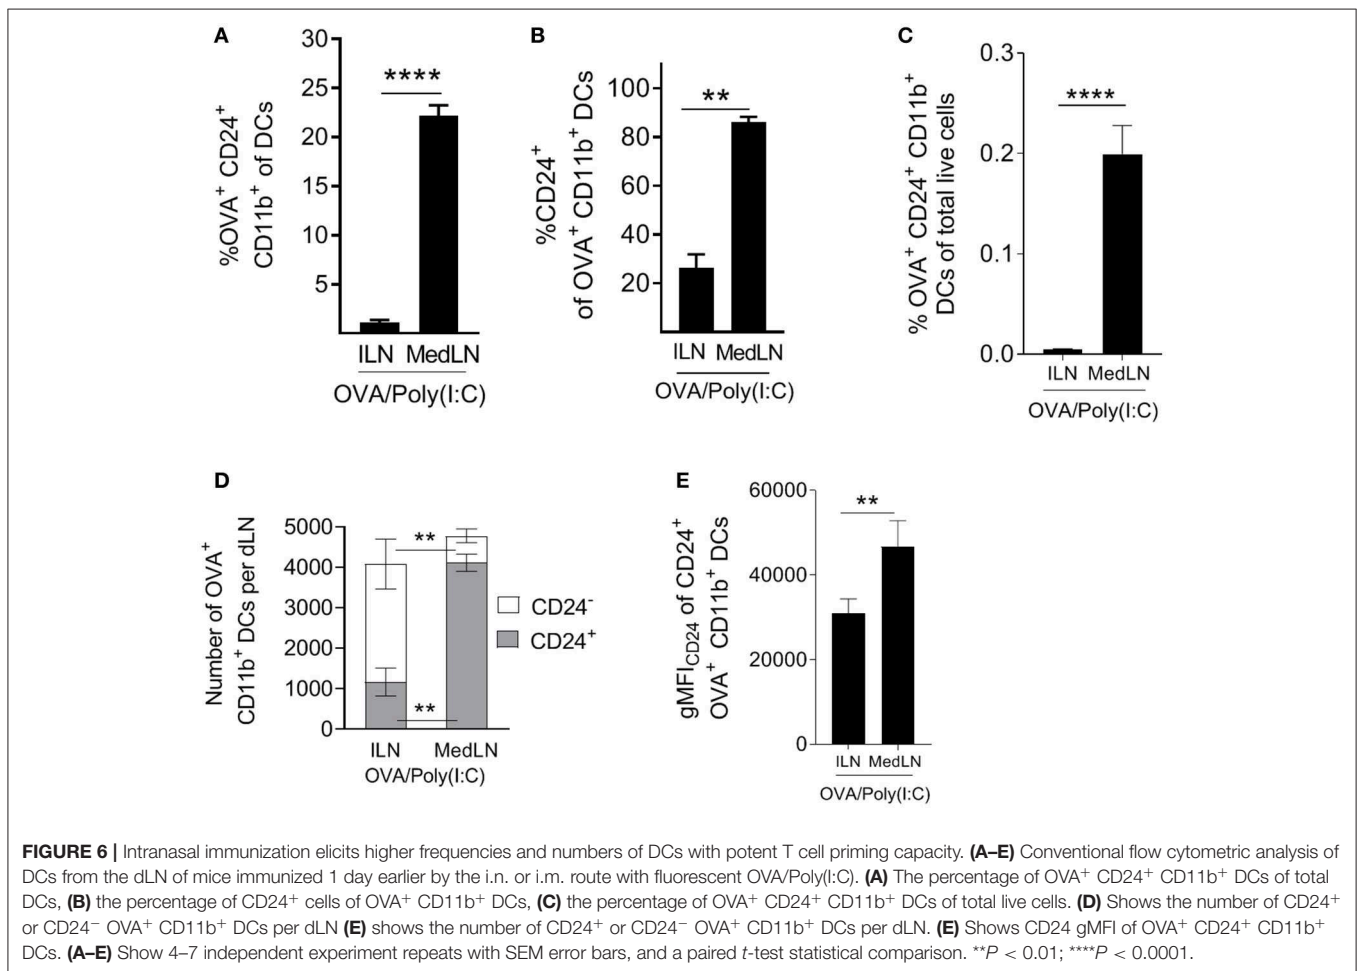 A
%OVA⁺ CD24⁺
CD11b⁺ of DCs
30
25
20
15
10
5
****
ILN MedLN
OVA/Poly(I:C)
B
%CD24⁺
of OVA⁺ CD11b⁺ DCs
100
80
60
40
20
**
ILN MedLN
OVA/Poly(I:C)
C
% OVA⁺ CD24⁺ CD11b⁺
DCs of total live cells
0.3
0.2
0.1
0.0
****
ILN MedLN
OVA/Poly(I:C)
D
Number of OVA⁺
CD11b⁺ DCs per dLN
5000
4000
3000
2000
1000
0
**
**
ILN MedLN
OVA/Poly(I:C)
CD24⁻
CD24⁺
E
gMFI_CD24 of CD24⁺
OVA⁺ CD11b⁺ DCs
60000
40000
20000
0
**
ILN MedLN
OVA/Poly(I:C)
FIGURE 6 | Intranasal immunization elicits higher frequencies and numbers of DCs with potent T cell priming capacity. (A–E) Conventional flow cytometric analysis of
DCs from the dLN of mice immunized 1 day earlier by the i.n. or i.m. route with fluorescent OVA/Poly(I:C). (A) The percentage of OVA⁺ CD24⁺ CD11b⁺ DCs of total
DCs, (B) the percentage of CD24⁺ cells of OVA⁺ CD11b⁺ DCs, (C) the percentage of OVA⁺ CD24⁺ CD11b⁺ DCs of total live cells. (D) Shows the number of CD24⁺
or CD24⁻ OVA⁺ CD11b⁺ DCs per dLN (E) shows the number of CD24⁺ or CD24⁻ OVA⁺ CD11b⁺ DCs per dLN. (E) Shows CD24 gMFI of OVA⁺ CD24⁺ CD11b⁺
DCs. (A–E) Show 4–7 independent experiment repeats with SEM error bars, and a paired t-test statistical comparison. **P < 0.01; ****P < 0.0001.